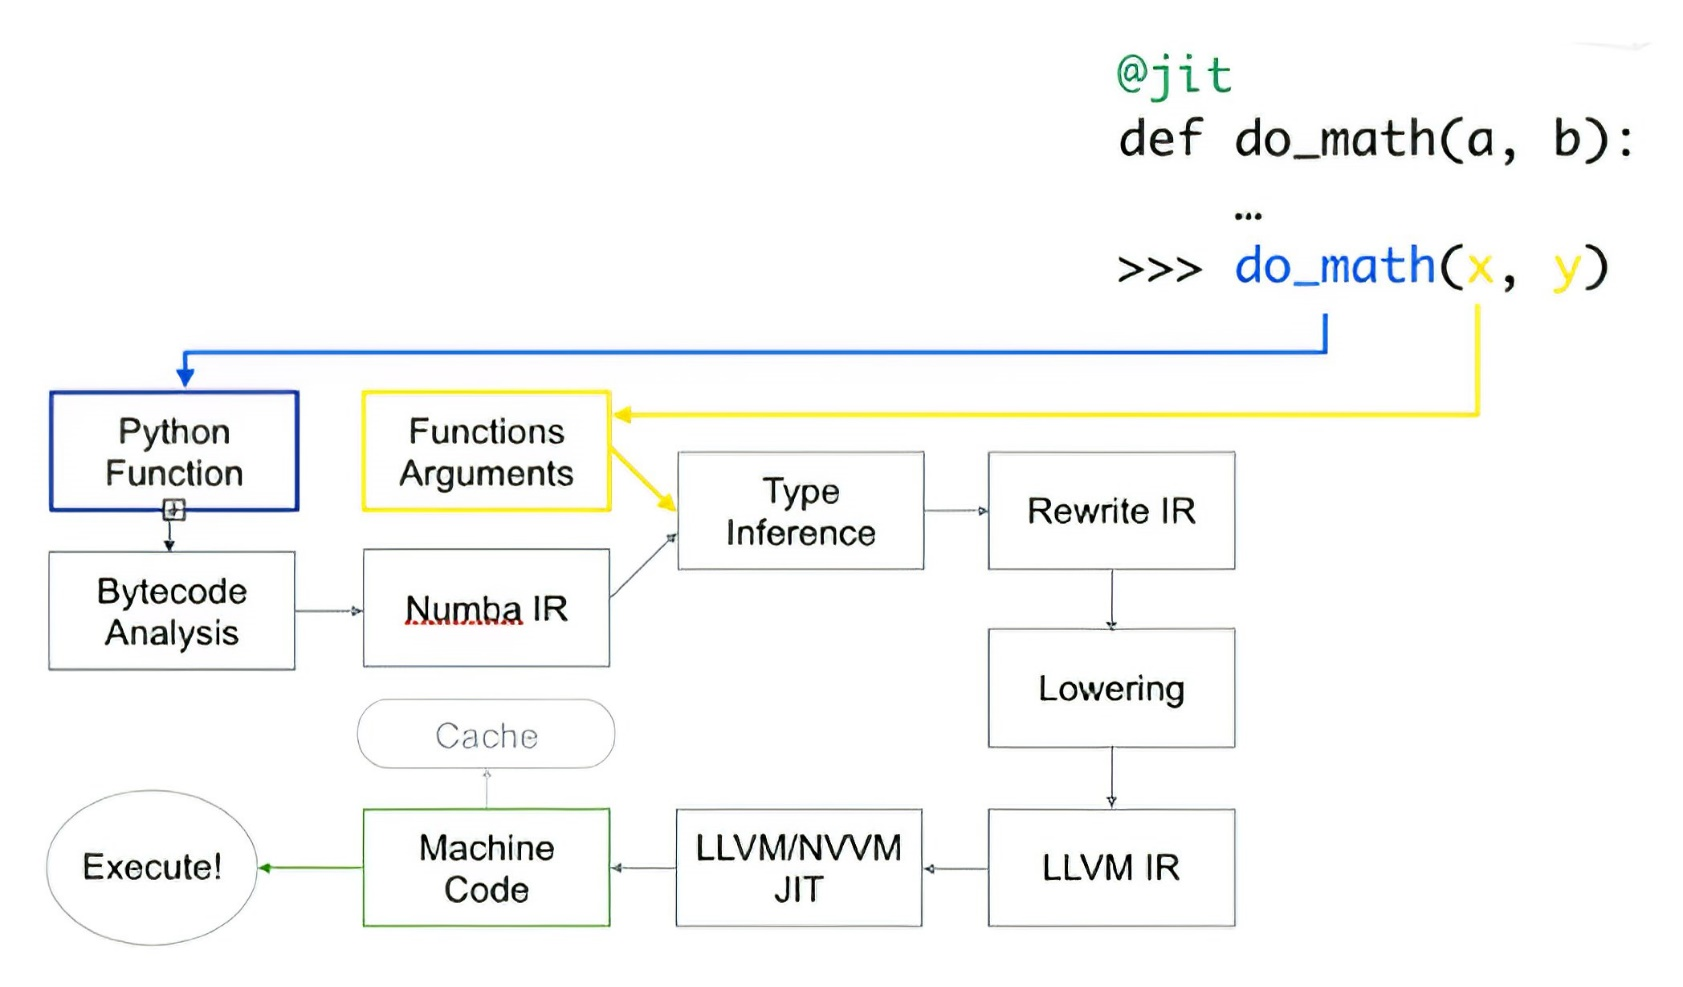 @jit
def do_math(a, b):
…
>>> do_math(x, y)
Python
Function
Functions
Arguments
Type
Inference
Rewrite IR
Bytecode
Analysis
Numba IR
Lowering
Cache
Execute!
Machine
Code
LLVM/NVVM
JIT
LLVM IR